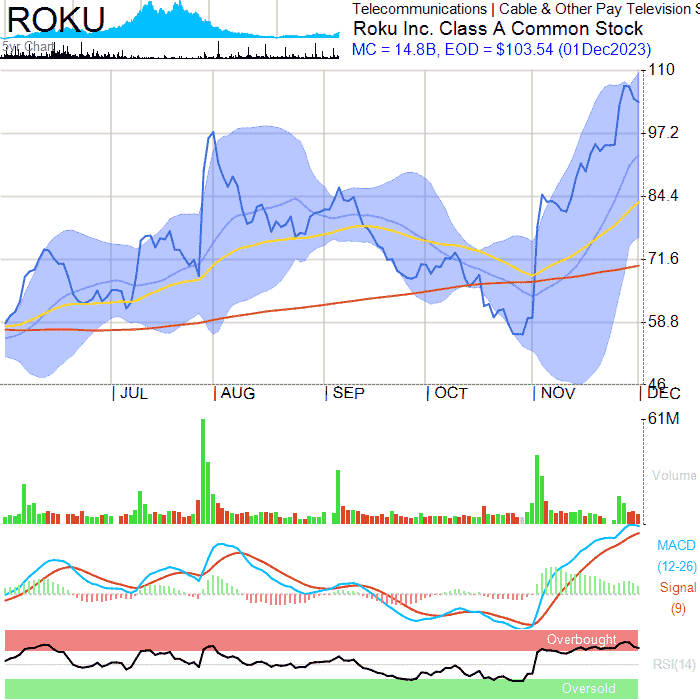 ROKU
5yr Chart
Telecommunications | Cable & Other Pay Television S
Roku Inc. Class A Common Stock
MC = 14.8B, EOD = $103.54 (01Dec2023)
110
97.2
84.4
71.6
58.8
46
| JUL | AUG | SEP | OCT | NOV | DEC
61M
Volume
MACD
(12-26)
Signal
(9)
Overbought
RSI(14)
Oversold